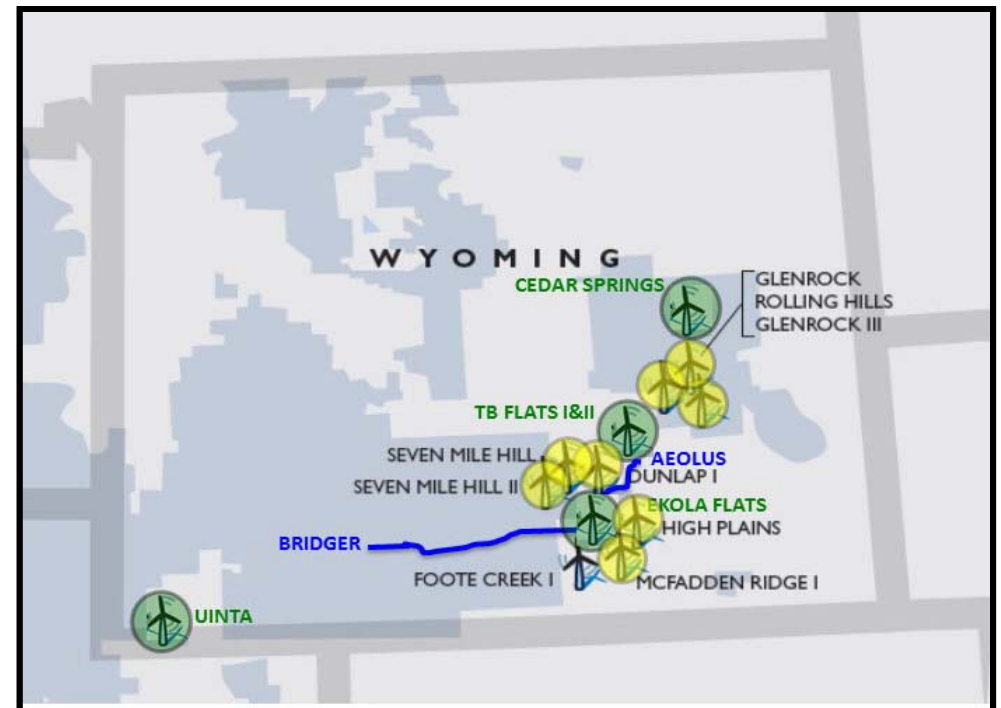 WYOMING
CEDAR SPRINGS
GLENROCK
ROLLING HILLS
GLENROCK III
TB FLATS I&II
SEVEN MILE HILL
AEOLUS
DUNLAP I
SEVEN MILE HILL II
EKOLA FLATS
HIGH PLAINS
BRIDGER
FOOTE CREEK I
MCFADDEN RIDGE I
UINTA